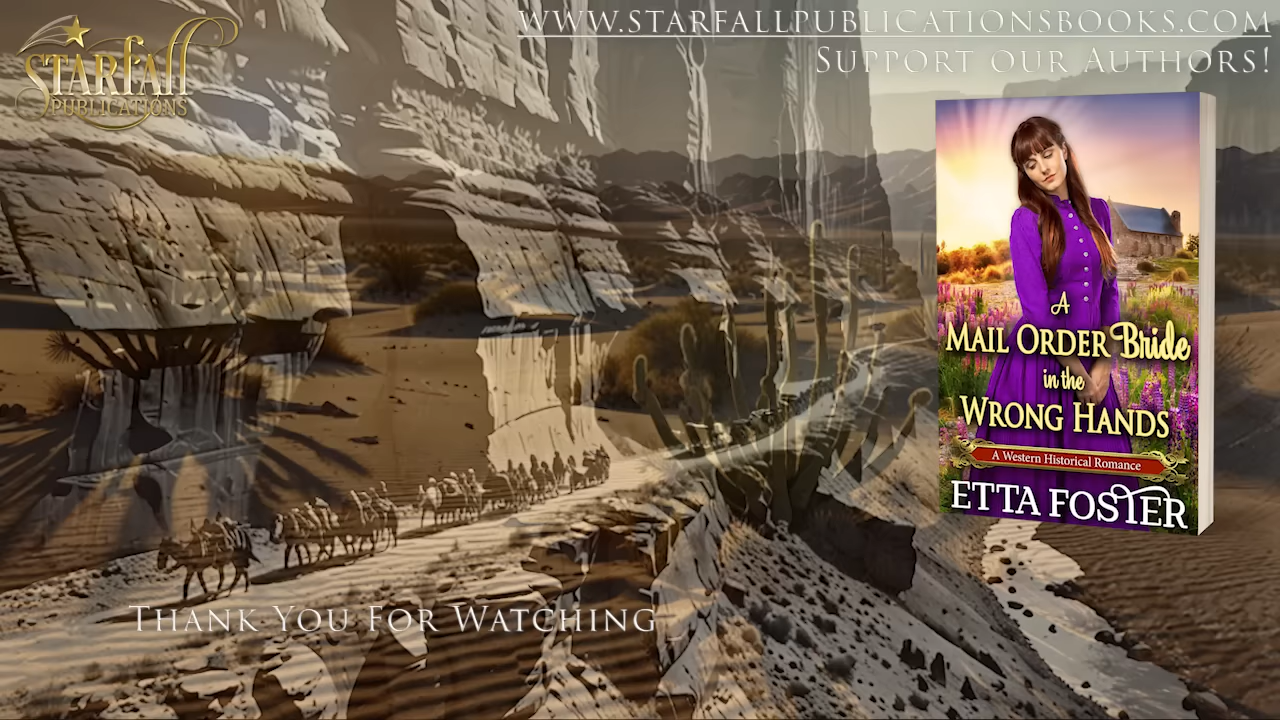 STARfall
PUBLICATIONS
www.starfallpublicationsbooks.com
Support our Authors!
A
MAIL ORDER Bride
in the
WRONG HANDS
A Western Historical Romance
ETTA FOSTER
Thank You For Watching